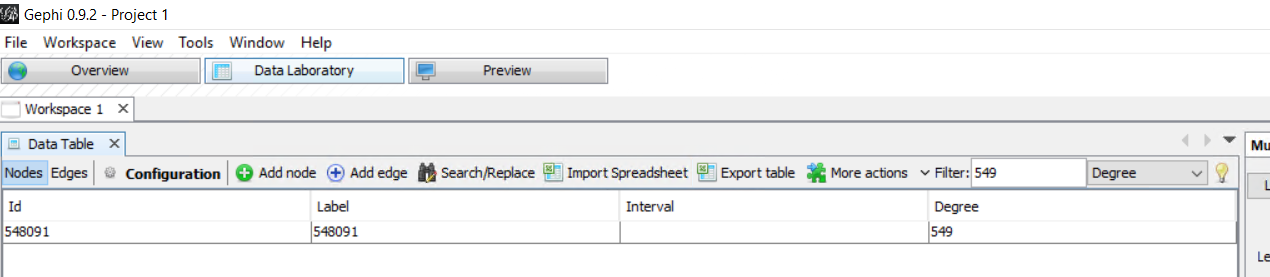 Gephi 0.9.2 - Project 1
File Workspace View Tools Window Help
Overview Data Laboratory Preview
Workspace 1
Data Table
Mu
Nodes Edges Configuration Add node Add edge Search/Replace Import Spreadsheet Export table More actions Filter: 549 Degree
L
Id Label Interval Degree
548091 548091 549
Le